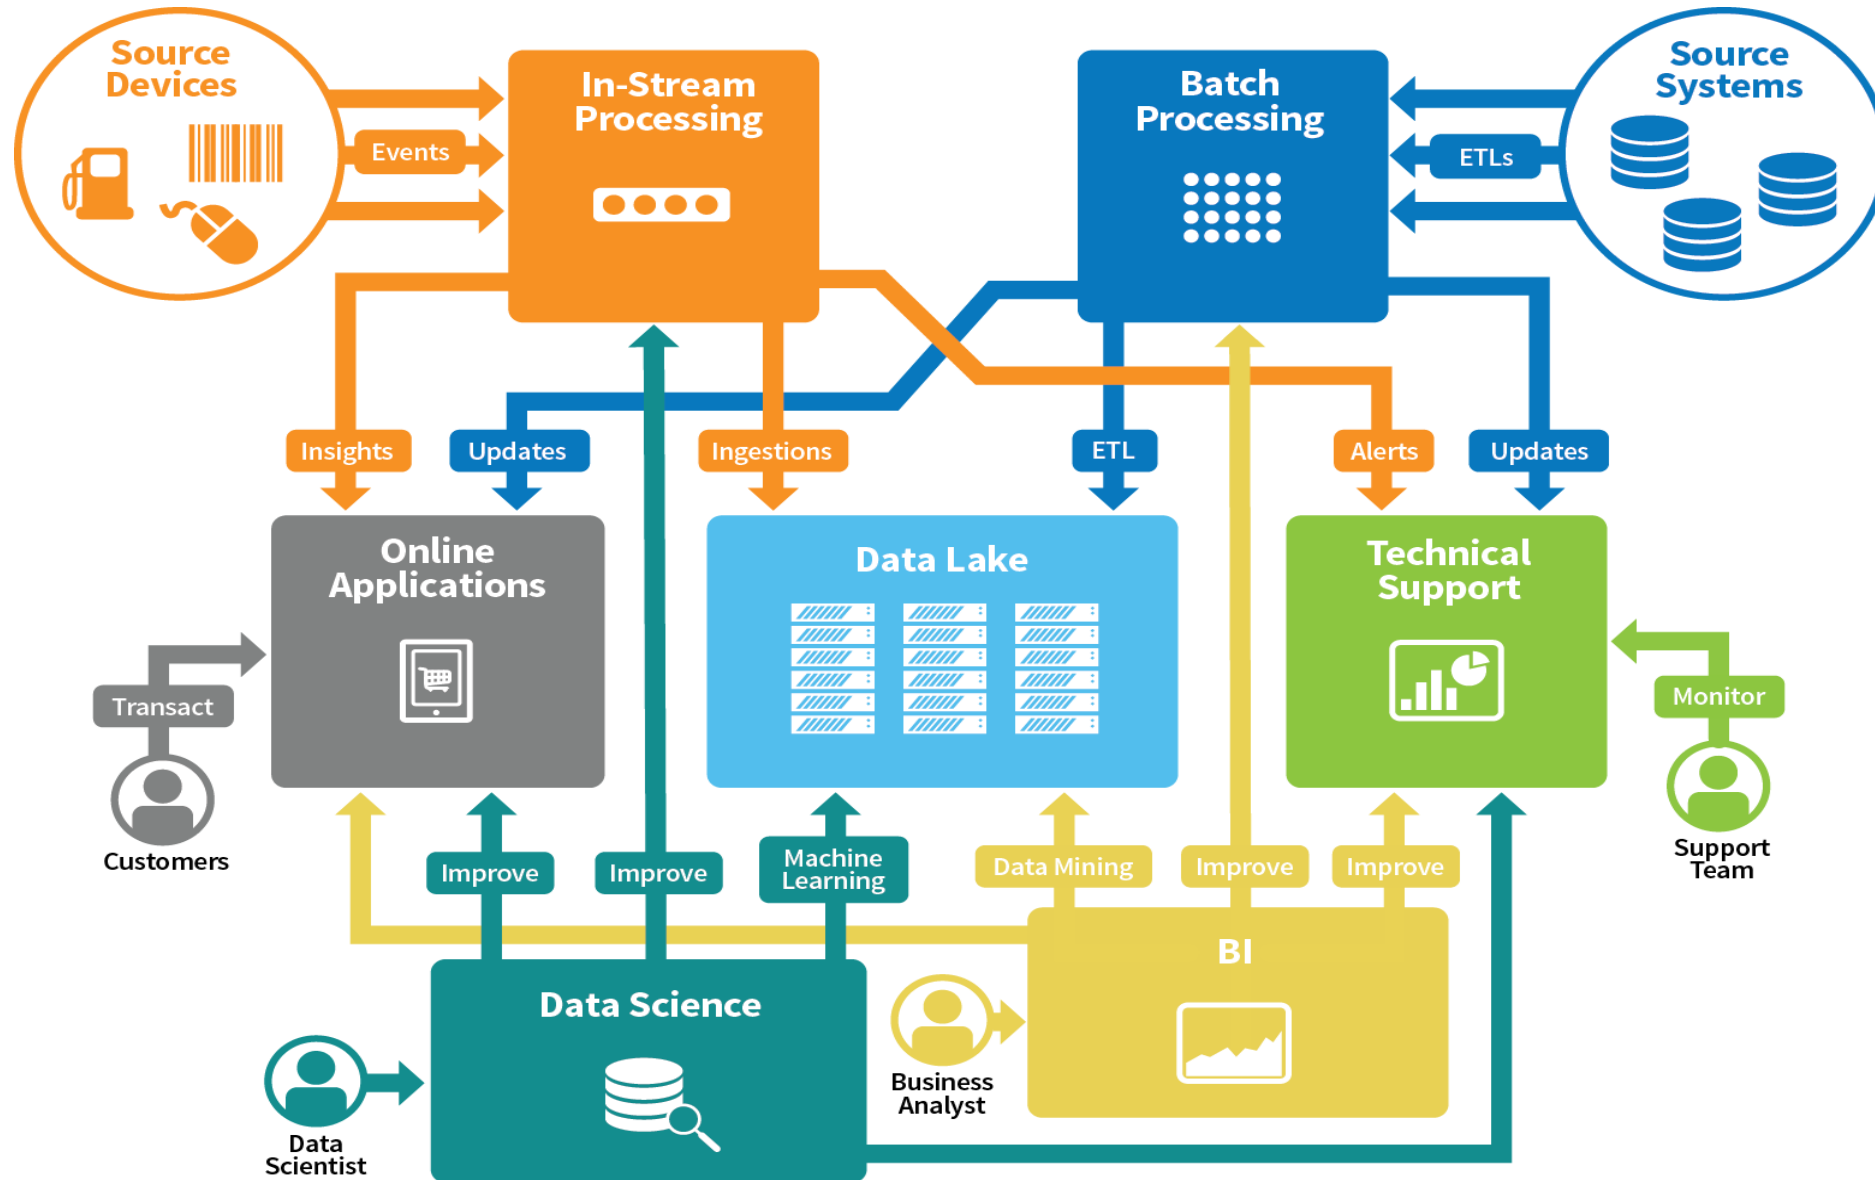 Source
Devices
Events
In-Stream
Processing
Batch
Processing
ETLs
Source
Systems
Insights
Updates
Ingestions
ETL
Alerts
Updates
Online
Applications
Data Lake
Technical
Support
Transact
Customers
Monitor
Support
Team
Improve
Improve
Machine
Learning
Data Mining
Improve
Improve
Data Science
BI
Data
Scientist
Business
Analyst